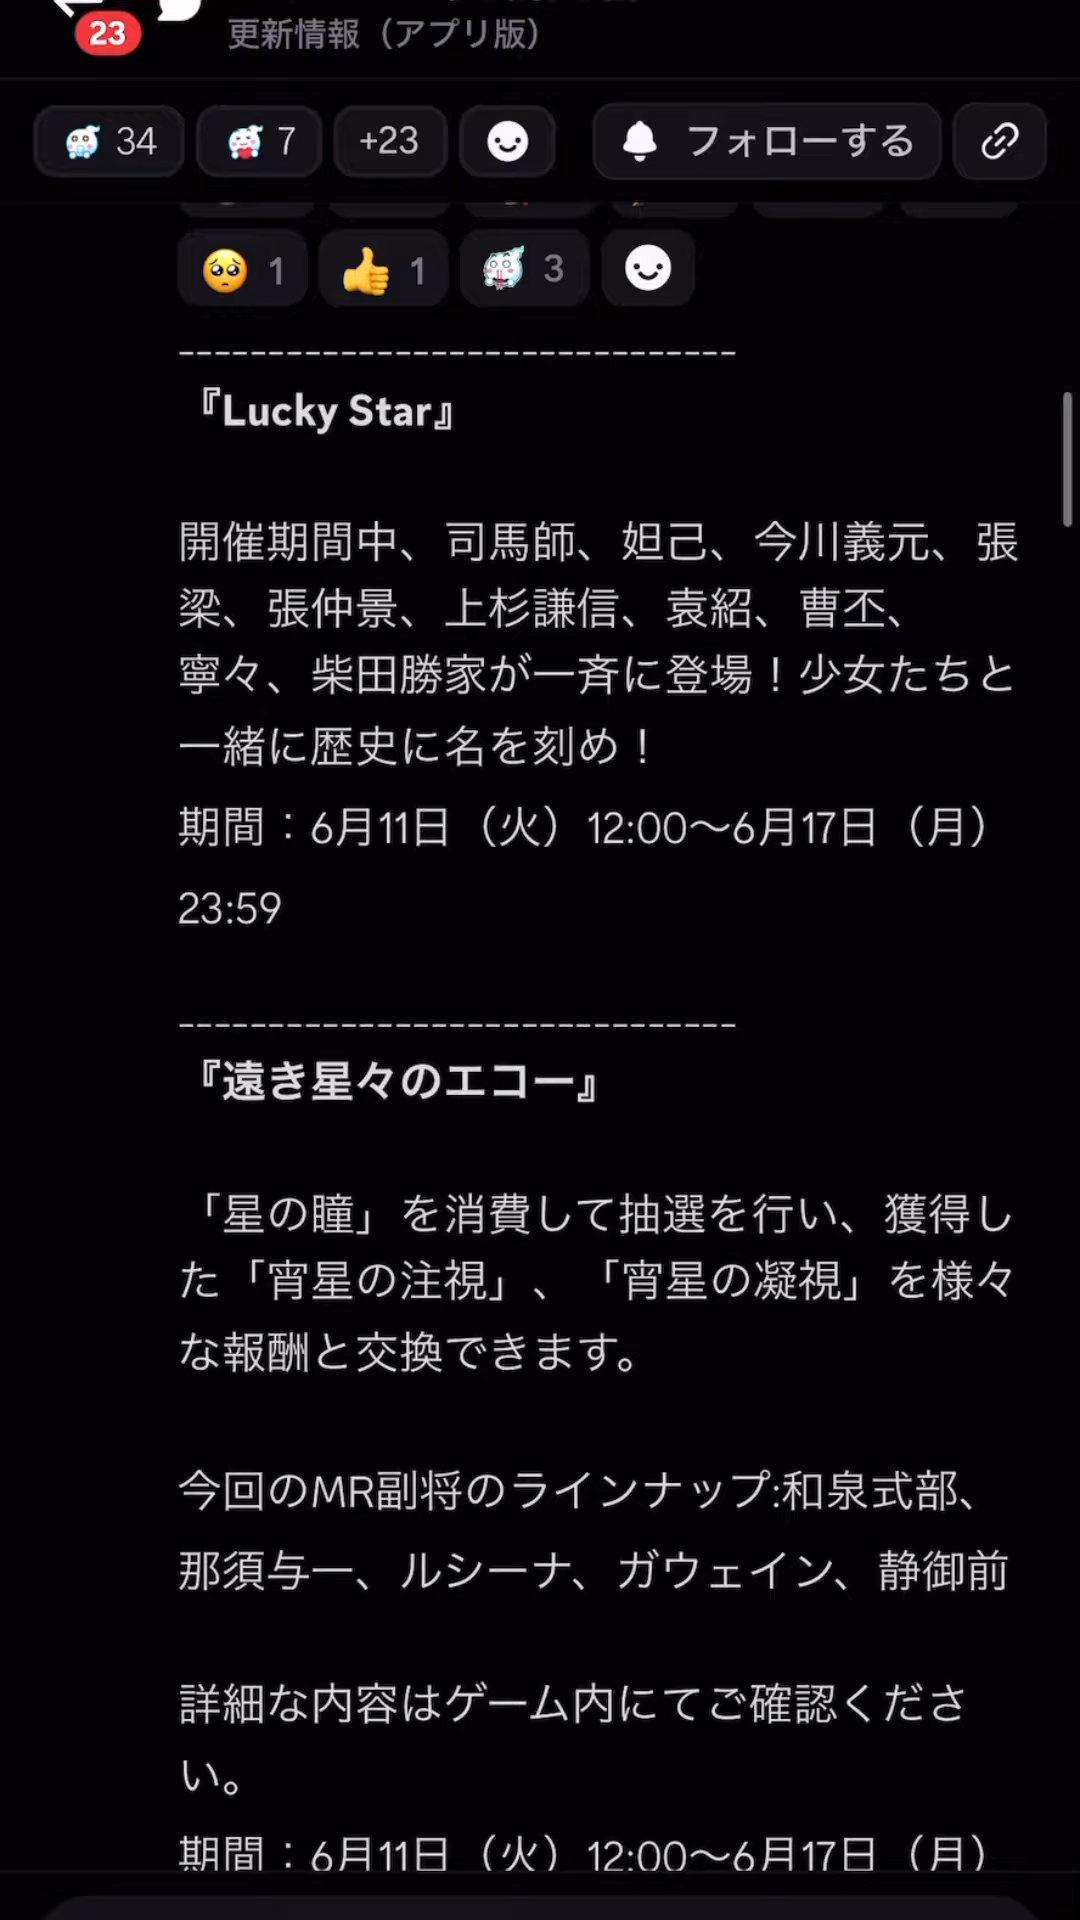 23
更新情報（アプリ版）
34
7
+23
フォローする
1
1
3
-------------------------------
『Lucky Star』
開催期間中、司馬師、妲己、今川義元、張
梁、張仲景、上杉謙信、袁紹、曹丕、
寧々、柴田勝家が一斉に登場！少女たちと
一緒に歴史に名を刻め！
期間：6月11日（火）12:00〜6月17日（月）
23:59
-------------------------------
『遠き星々のエコー』
「星の瞳」を消費して抽選を行い、獲得し
た「宵星の注視」、「宵星の凝視」を様々
な報酬と交換できます。
今回のMR副将のラインナップ:和泉式部、
那須与一、ルシーナ、ガウェイン、静御前
詳細な内容はゲーム内にてご確認くださ
い。
期間：6月11日（火）12:00〜6月17日（月）